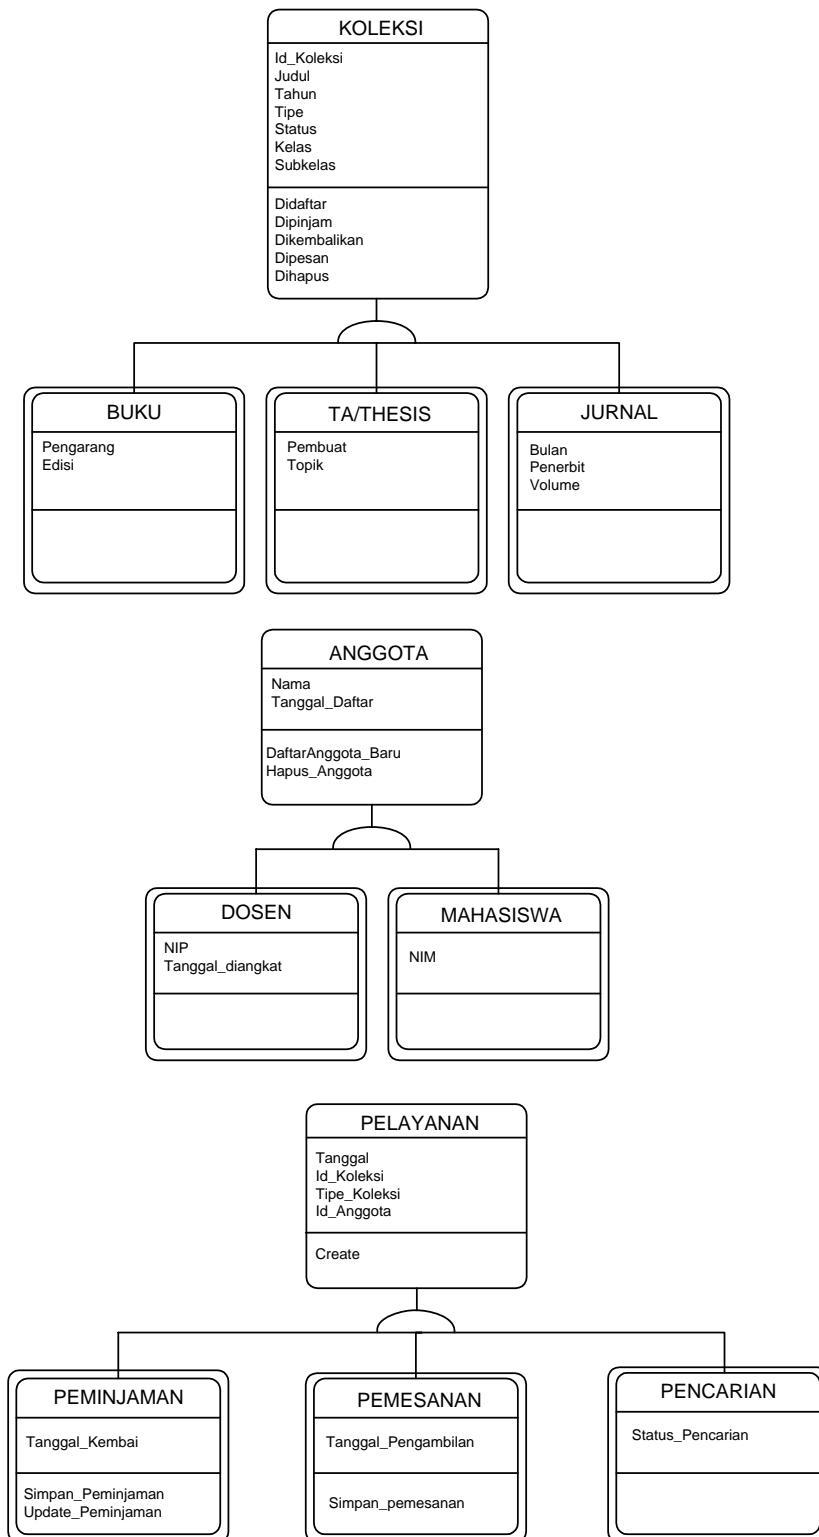 KOLEKSI
Id_Koleksi
Judul
Tahun
Tipe
Status
Kelas
Subkelas
Didaftar
Dipinjam
Dikembalikan
Dipesan
Dihapus
BUKU
Pengarang
Edisi
TA/THESIS
Pembuat
Topik
JURNAL
Bulan
Penerbit
Volume
ANGGOTA
Nama
Tanggal_Daftar
DaftarAnggota_Baru
Hapus_Anggota
DOSEN
NIP
Tanggal_diangkat
MAHASISWA
NIM
PELAYANAN
Tanggal
Id_Koleksi
Tipe_Koleksi
Id_Anggota
Create
PEMINJAMAN
Tanggal_Kembai
Simpan_Peminjaman
Update_Peminjaman
PEMESANAN
Tanggal_Pengambilan
Simpan_pemesanan
PENCARIAN
Status_Pencarian